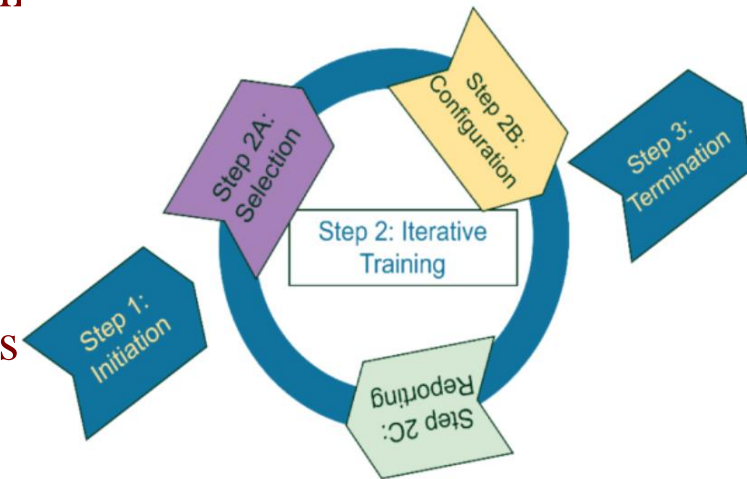 Step 1:
Initiation
Step 2A:
Selection
Step 2B:
Configuration
Step 2: Iterative
Training
Step 2C:
Reporting
Step 3:
Termination
s